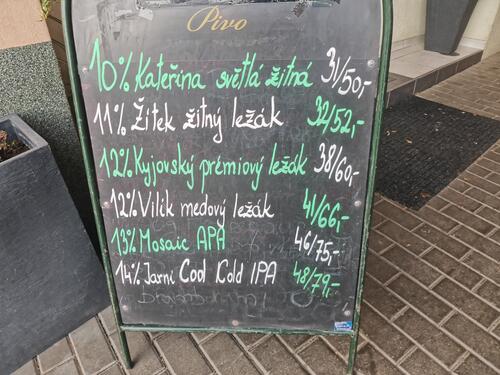 Pivo
10% Kateřina světlá žitná 31/50,-
11% Žitek žitný ležák 32/52,-
12% Kyjovský prémiový ležák 38/60,-
12% Vilík medový ležák 41/66,-
13% Mosaic APA 46/75,-
14% Jarní Cool Cold IPA 48/79,-